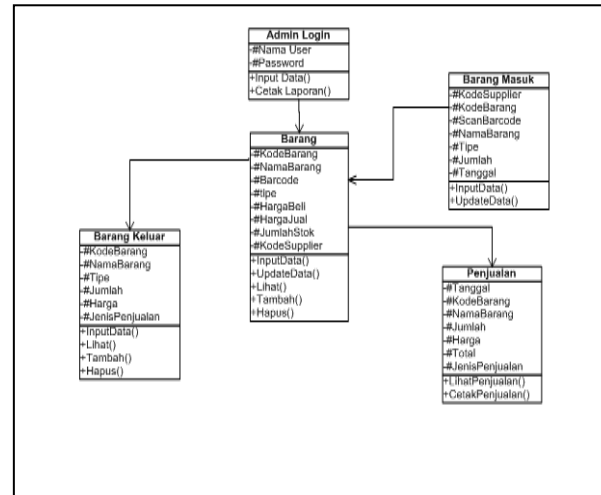 Admin Login
-#Nama User
-#Password
+Input Data()
+Cetak Laporan()
Barang Masuk
-#KodeSupplier
-#KodeBarang
-#ScanBarcode
-#NamaBarang
-#Tipe
-#Jumlah
-#Tanggal
+InputData()
+UpdateData()
Barang
-#KodeBarang
-#NamaBarang
-#Barcode
-#tipe
-#HargaBeli
-#HargaJual
-#JumlahStok
-#KodeSupplier
+InputData()
+UpdateData()
+Lihat()
+Tambah()
+Hapus()
Barang Keluar
-#KodeBarang
-#NamaBarang
-#Tipe
-#Jumlah
-#Harga
-#JenisPenjualan
+InputData()
+Lihat()
+Tambah()
+Hapus()
Penjualan
-#Tanggal
-#KodeBarang
-#NamaBarang
-#Jumlah
-#Harga
-#Total
-#JenisPenjualan
+LihatPenjualan()
+CetakPenjualan()